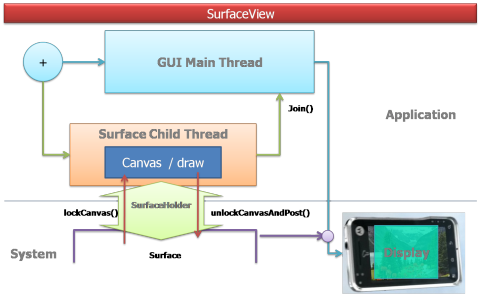 SurfaceView
GUI Main Thread
+
Join()
Application
Surface Child Thread
Canvas / draw
SurfaceHolder
lockCanvas()
unlockCanvasAndPost()
System
Surface
Display